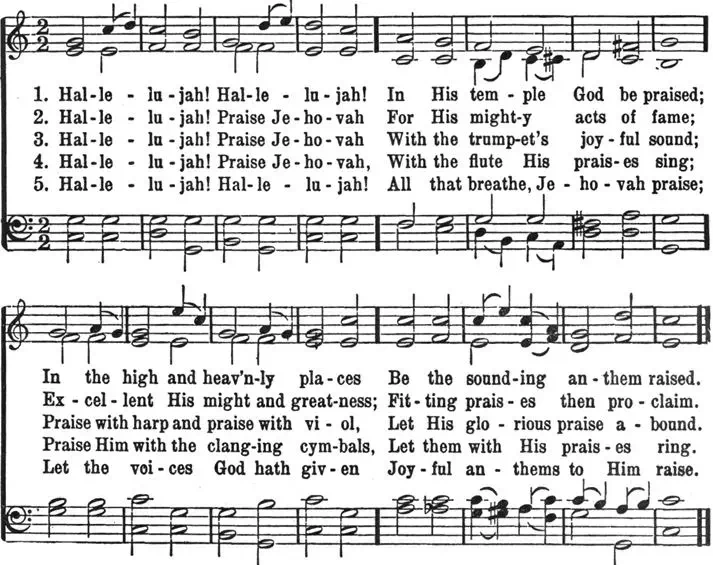 2 2
1. Hal-le - lu-jah! Hal-le - lu-jah! In His tem - ple God be praised;
2. Hal-le - lu-jah! Praise Je-ho-vah For His might-y acts of fame;
3. Hal-le - lu-jah! Praise Je-ho-vah With the trump-et's joy-ful sound;
4. Hal-le - lu-jah! Praise Je-ho-vah, With the flute His prais-es sing;
5. Hal-le - lu-jah! Hal-le - lu-jah! All that breathe, Je - ho - vah praise;
2 2
In the high and heav'n-ly pla-ces Be the sound-ing an-them raised.
Ex-cel-lent His might and great-ness; Fit-ting prais-es then pro-claim.
Praise with harp and praise with vi-ol, Let His glo-rious praise a-bound.
Praise Him with the clang-ing cym-bals, Let them with His prais-es ring.
Let the voi-ces God hath giv-en Joy-ful an-thems to Him raise.